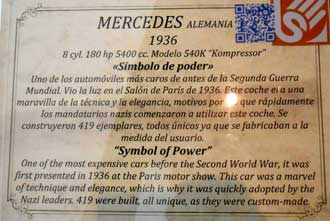 MERCEDES ALEMANIA
1936
8 cyl. 180 hp 5400 cc. Modelo 540K "Kompressor"
«Símbolo de poder»
Uno de los automóviles más caros de antes de la Segunda Guerra
Mundial. Vio la luz en el Salón de París de 1936. Este coche era una
maravilla de la técnica y la elegancia, motivos por que rápidamente
los mandatarios nazis comenzaron a utilizar este coche. Se
construyeron 419 ejemplares, todos únicos ya que se fabricaban a la
medida del usuario.
"Symbol of Power"
One of the most expensive cars before the Second World War, it was
first presented in 1936 at the Paris motor show. This car was a marvel
of technique and elegance, which is why it was quickly adopted by the
Nazi leaders. 419 were built, all unique, as they were custom-made.